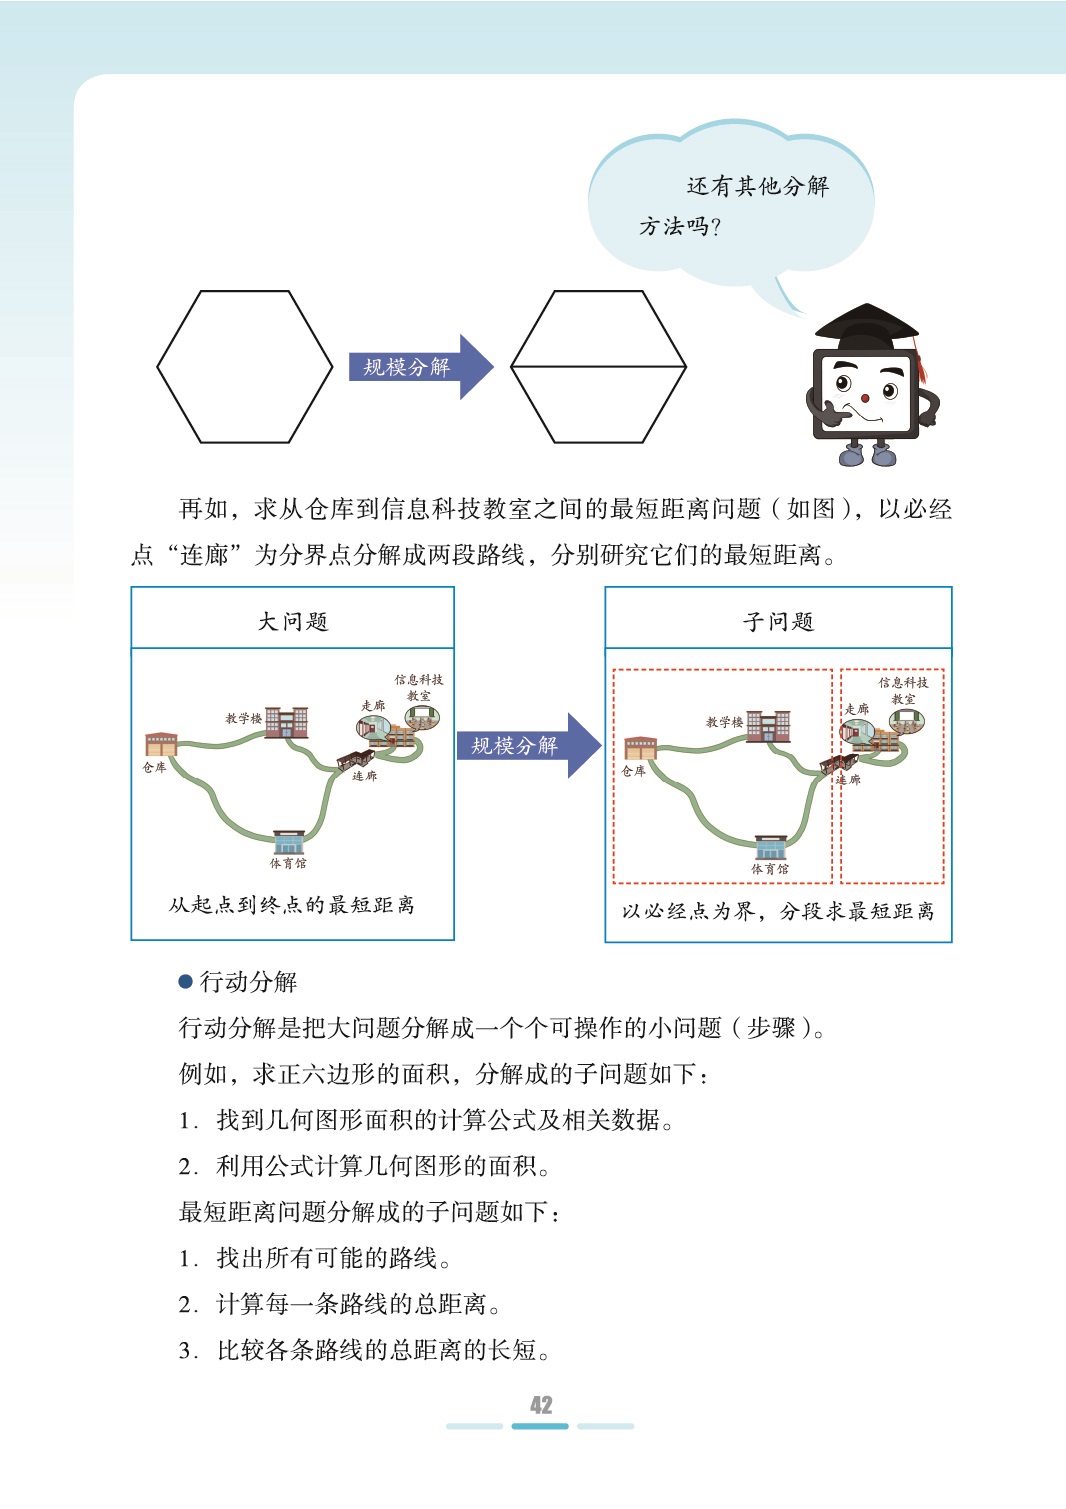 还有其他分解
方法吗？
规模分解
再如，求从仓库到信息科技教室之间的最短距离问题（如图），以必经
点“连廊”为分界点分解成两段路线，分别研究它们的最短距离。
大问题
信息科技
教室
走廊
教学楼
仓库
连廊
体育馆
从起点到终点的最短距离
规模分解
子问题
信息科技
教室
走廊
教学楼
仓库
连廊
体育馆
以必经点为界，分段求最短距离
● 行动分解
行动分解是把大问题分解成一个个可操作的小问题（步骤）。
例如，求正六边形的面积，分解成的子问题如下：
1. 找到几何图形面积的计算公式及相关数据。
2. 利用公式计算几何图形的面积。
最短距离问题分解成的子问题如下：
1. 找出所有可能的路线。
2. 计算每一条路线的总距离。
3. 比较各条路线的总距离的长短。
42